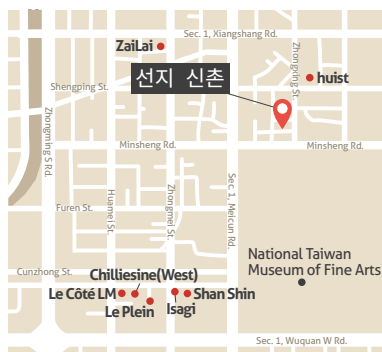 Sec. 1, Xiangshang Rd.
ZaiLai
Zhongning St.
huist
선지 신촌
Shengping St.
Zhongming S Rd.
Minsheng Rd.
Minsheng Rd.
Huamei St.
Zhongmei St.
Sec. 1, Meicun Rd.
Furen St.
National Taiwan
Museum of Fine Arts
Cunzhong St.
Chilliesine(West)
Le Côté LM
Shan Shin
Le Plein
Isagi
Sec. 1, Wuquan W Rd.